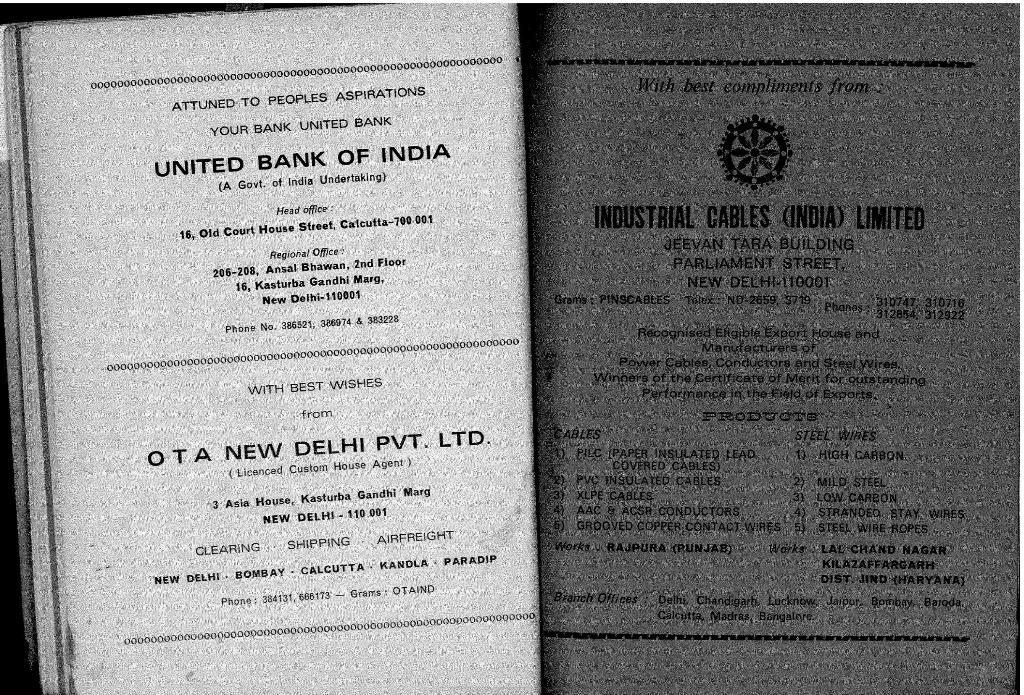 ATTUNED TO PEOPLES ASPIRATIONS
YOUR BANK UNITED BANK
UNITED BANK OF INDIA
(A Govt. of India Undertaking)
Head office :
16, Old Court House Street, Calcutta-700 001
Regional Office :
206-208, Ansal Bhawan, 2nd Floor
16, Kasturba Gandhi Marg,
New Delhi-110001
Phone No. 386521, 386974 & 383228
WITH BEST WISHES
from
O T A NEW DELHI PVT. LTD.
( Licenced Custom House Agent )
3 Asia House, Kasturba Gandhi Marg
NEW DELHI - 110 001
CLEARING SHIPPING AIRFREIGHT
NEW DELHI - BOMBAY - CALCUTTA - KANDLA - PARADIP
Phone : 384131, 666173 — Grams : OTAIND
With best compliments from :
INDUSTRIAL CABLES (INDIA) LIMITED
JEEVAN TARA BUILDING
PARLIAMENT STREET,
NEW DELHI-110001
Grams : PINSCABLES Telex : ND-2659, 3719 Phones : 310747, 310716
312854, 312922
Recognised Eligible Export House and
Manufacturers of
Power Cables, Conductors and Steel Wires.
Winners of the Certificate of Merit for outstanding
Performance in the Field of Exports.
PRODUCTS
CABLES STEEL WIRES
1) PILC (PAPER INSULATED LEAD 1) HIGH CARBON
COVERED CABLES)
2) PVC INSULATED CABLES 2) MILD STEEL
3) XLPE CABLES 3) LOW CARBON
4) AAC & ACSR CONDUCTORS 4) STRANDED STAY WIRES
5) GROOVED COPPER CONTACT WIRES 5) STEEL WIRE ROPES
Works : RAJPURA (PUNJAB) Works : LAL CHAND NAGAR
KILAZAFFARGARH
DIST. JIND (HARYANA)
Branch Offices : Delhi, Chandigarh, Lucknow, Jaipur, Bombay, Baroda,
Calcutta, Madras, Bangalore.